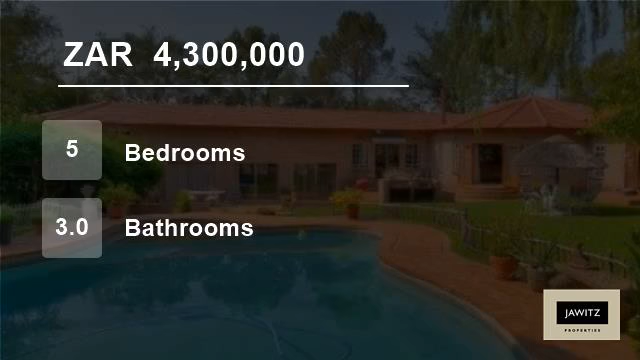 ZAR 4,300,000
5 Bedrooms
3.0 Bathrooms
JAWITZ
PROPERTIES